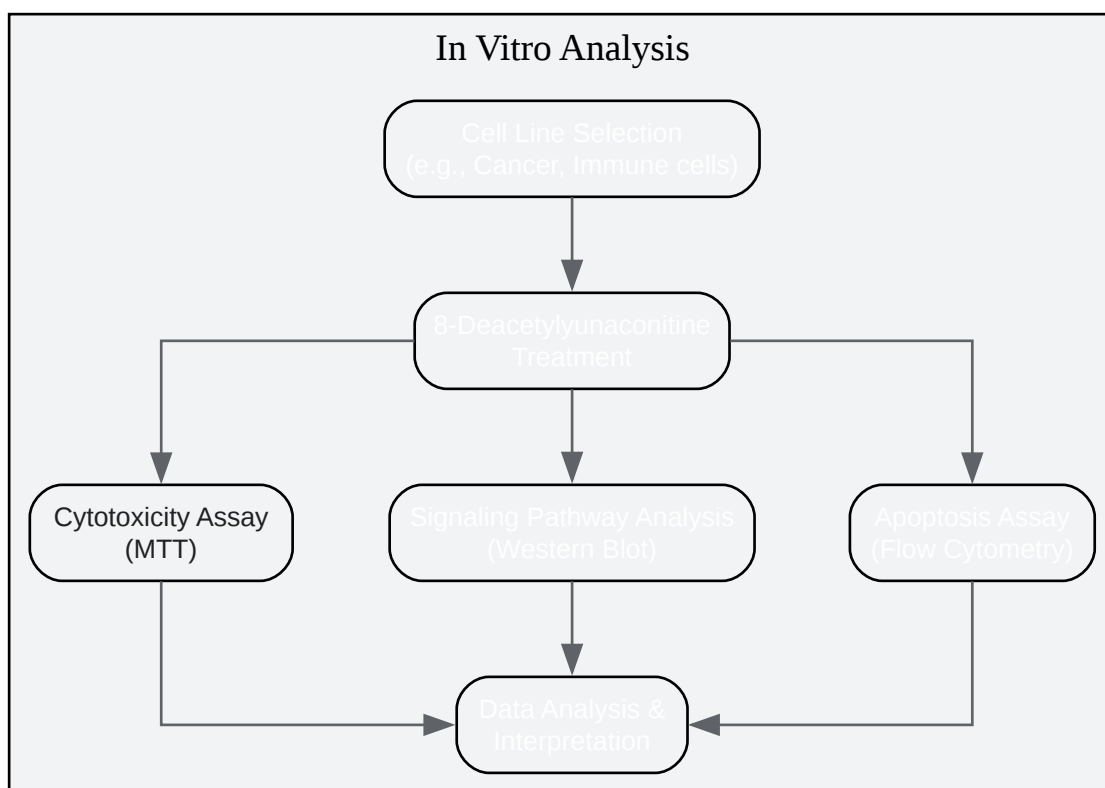 In Vitro Analysis
Cell Line Selection
(e.g., Cancer, Immune cells)
8-Deacetylyunaconitine
Treatment
Cytotoxicity Assay
(MTT)
Signaling Pathway Analysis
(Western Blot)
Apoptosis Assay
(Flow Cytometry)
Data Analysis &
Interpretation